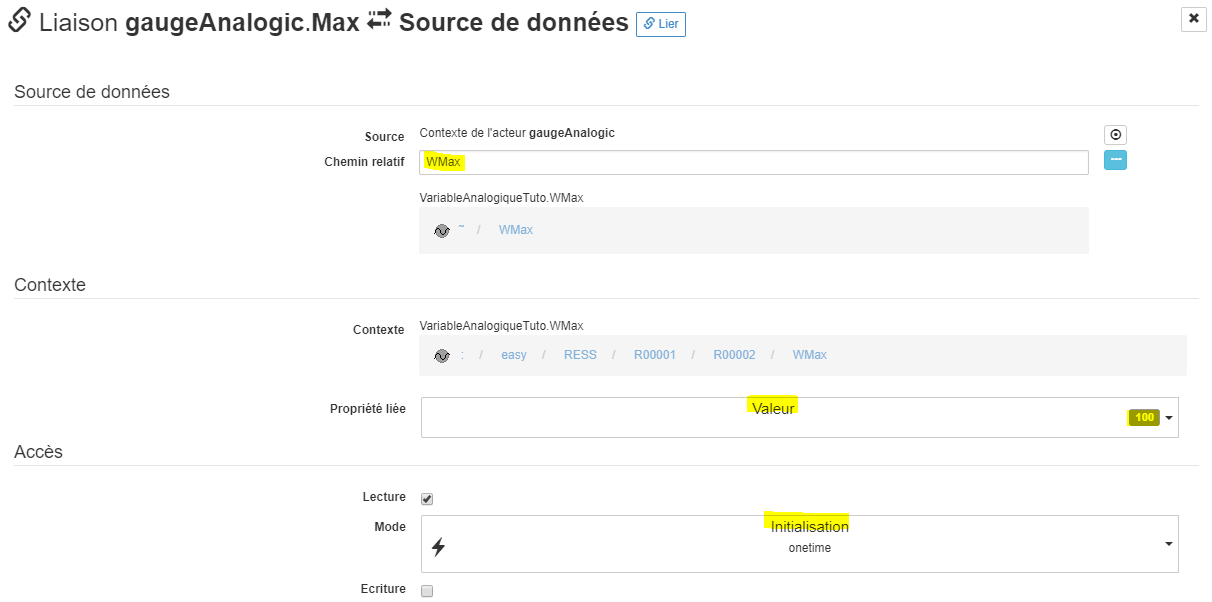 Liaison gaugeAnalogic.Max Source de données Lier
Source de données
Source Contexte de l'acteur gaugeAnalogic
Chemin relatif WMax
VariableAnalogiqueTuto.WMax
~ / WMax
Contexte
Contexte VariableAnalogiqueTuto.WMax
: / easy / RESS / R00001 / R00002 / WMax
Propriété liée Valeur 100
Accès
Lecture
Mode Initialisation
onetime
Ecriture